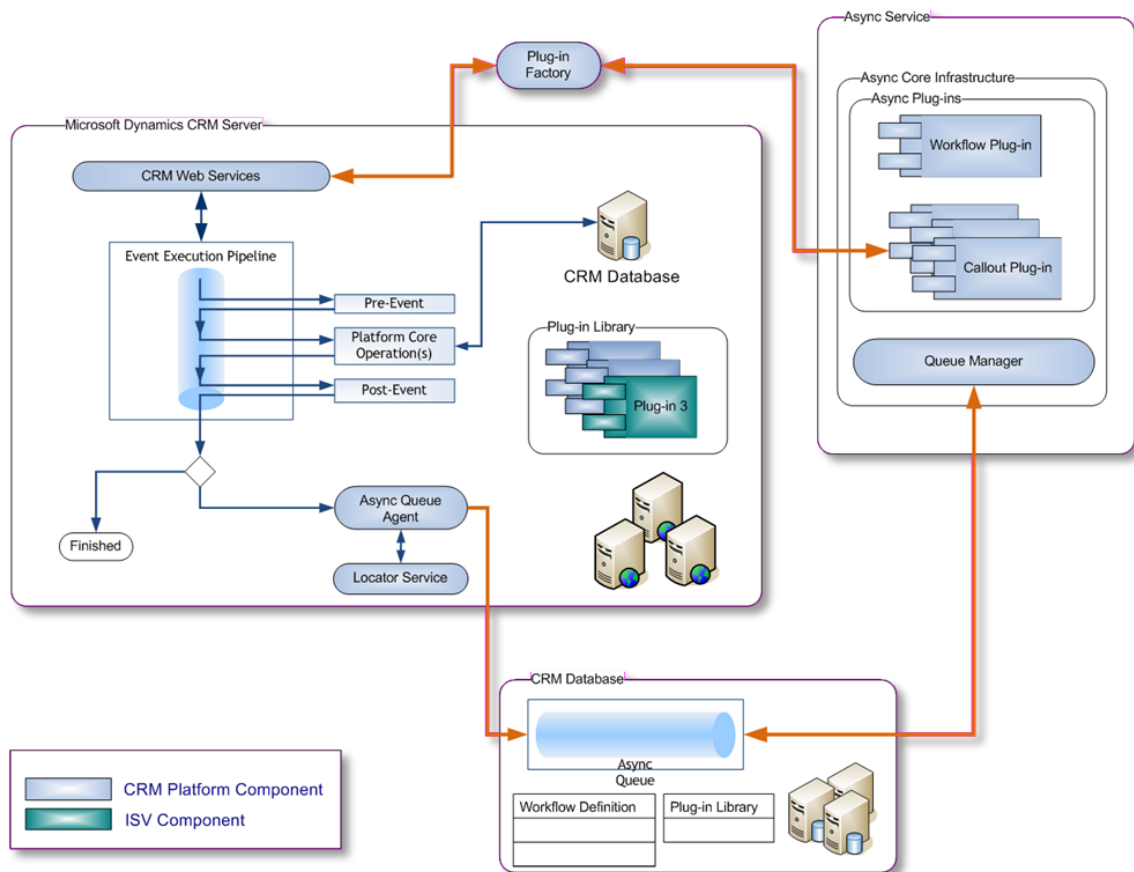 Async Service
Plug-in
Factory
Async Core Infrastructure
Async Plug-ins
Workflow Plug-in
Callout Plug-in
Queue Manager
Microsoft Dynamics CRM Server
CRM Web Services
Event Execution Pipeline
Pre-Event
Platform Core
Operation(s)
Post-Event
CRM Database
Plug-in Library
Plug-in 3
Async Queue
Agent
Finished
Locator Service
CRM Database
Async
Queue
Workflow Definition
Plug-in Library
CRM Platform Component
ISV Component